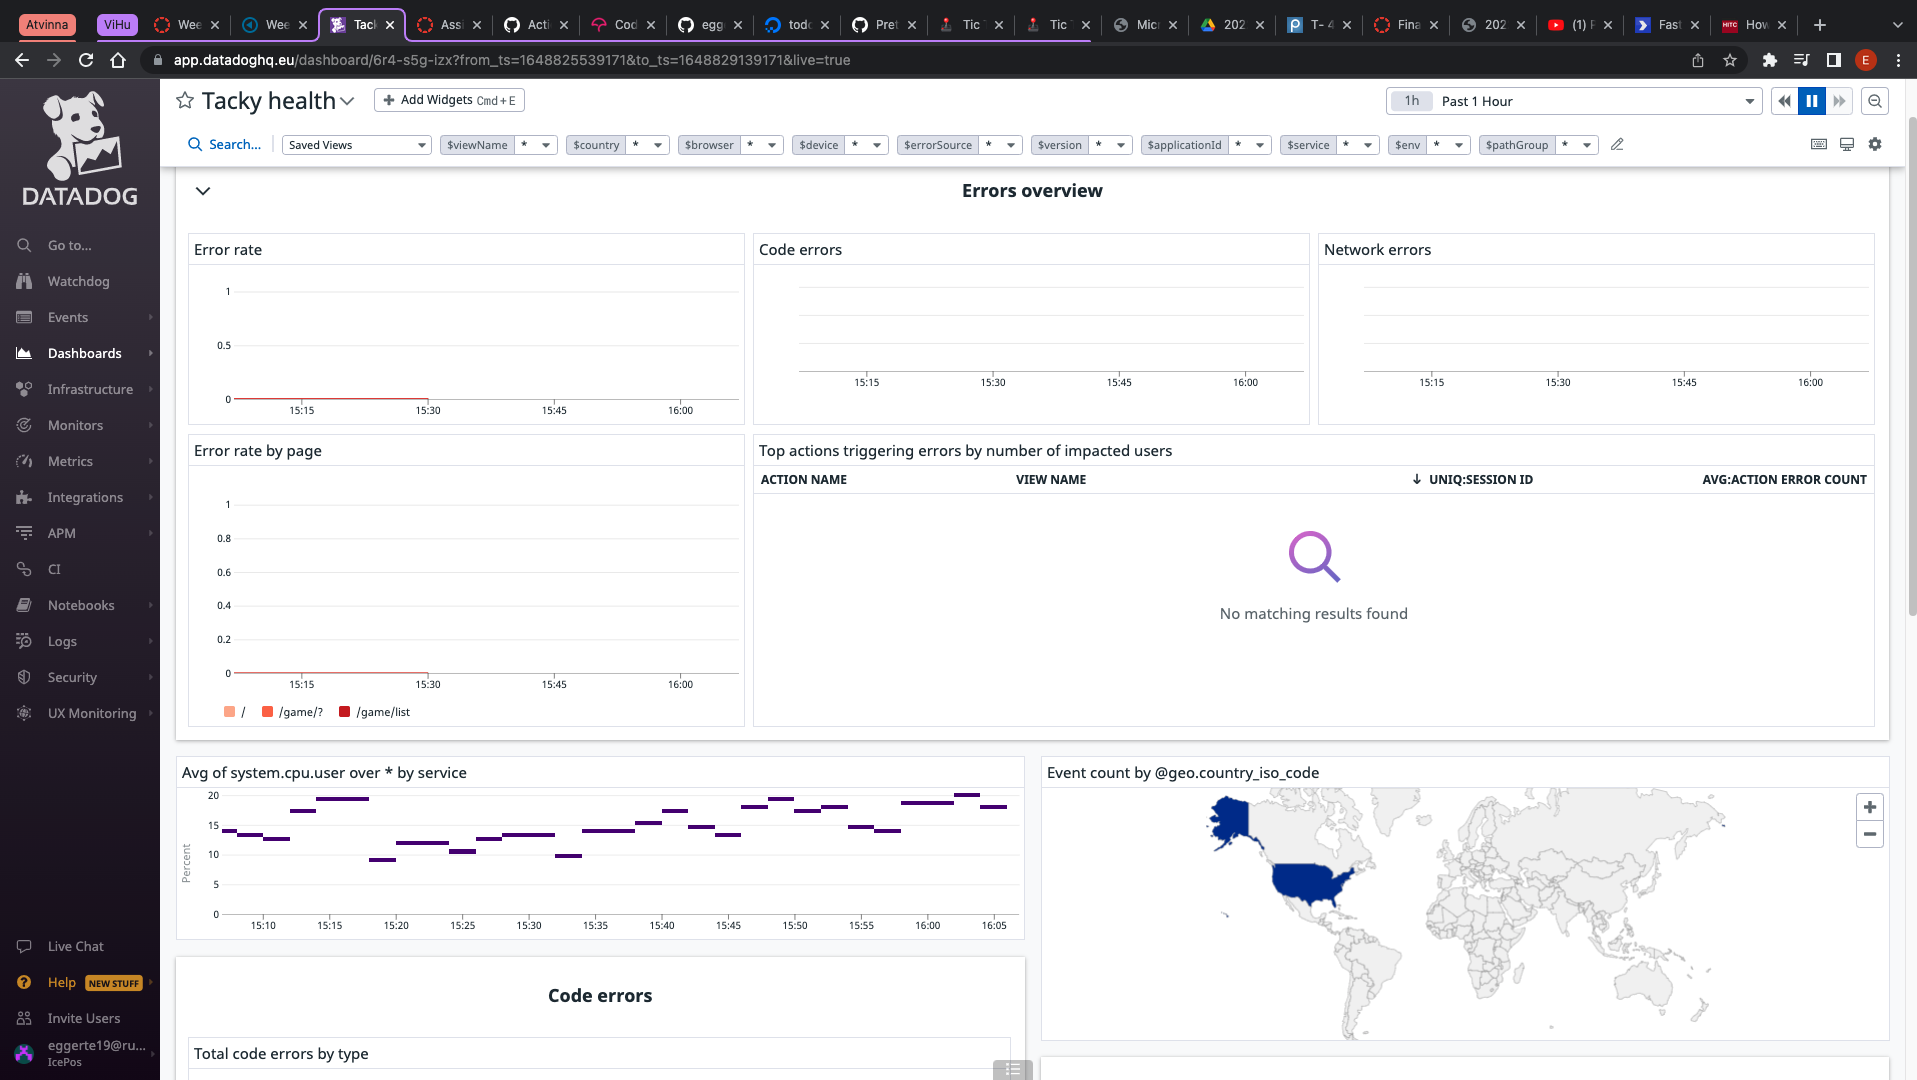 Atvinna
ViHu
Wee
Wee
Tack
Assi
Acti
Cod
egge
todo
Pret
Tic
Tic
Micr
202
T- 4
Fina
202
(1) F
Fast
How
app.datadoghq.eu/dashboard/6r4-s5g-izx?from_ts=1648825539171&to_ts=1648829139171&live=true
E
DATADOG
Go to...
Watchdog
Events
Dashboards
Infrastructure
Monitors
Metrics
Integrations
APM
CI
Notebooks
Logs
Security
UX Monitoring
Live Chat
Help NEW STUFF
Invite Users
eggerte19@ru...
IcePos
Tacky health
+ Add Widgets Cmd+E
1h Past 1 Hour
Search...
Saved Views
$viewName *
$country *
$browser *
$device *
$errorSource *
$version *
$applicationId *
$service *
$env *
$pathGroup *
Errors overview
Error rate
1
0.5
0
15:15 15:30 15:45 16:00
Code errors
15:15 15:30 15:45 16:00
Network errors
15:15 15:30 15:45 16:00
Error rate by page
1
0.8
0.6
0.4
0.2
0
15:15 15:30 15:45 16:00
/ /game/? /game/list
Top actions triggering errors by number of impacted users
ACTION NAME VIEW NAME ↓ UNIQ:SESSION ID AVG:ACTION ERROR COUNT
No matching results found
Avg of system.cpu.user over * by service
Percent
20
15
10
5
0
15:10 15:15 15:20 15:25 15:30 15:35 15:40 15:45 15:50 15:55 16:00 16:05
Event count by @geo.country_iso_code
+
−
Code errors
Total code errors by type